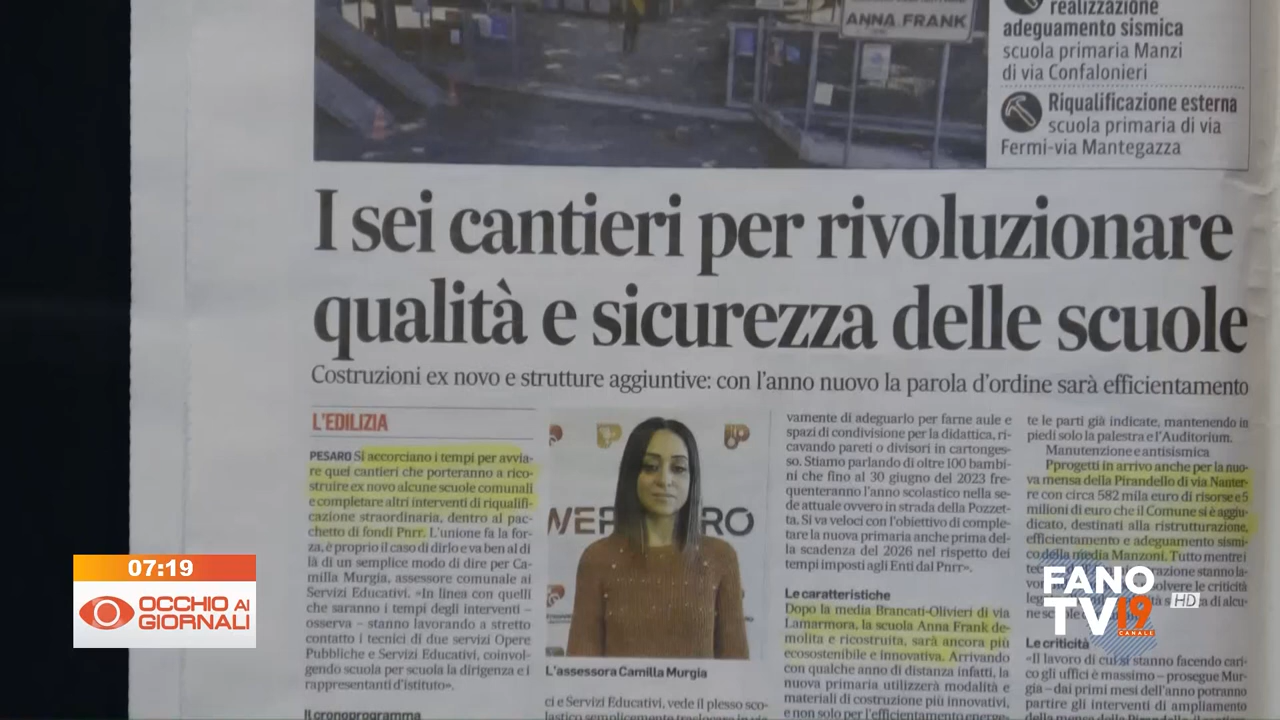 ANNA FRANK
realizzazione
adeguamento sismica
scuola primaria Manzi
di via Confalonieri
Riqualificazione esterna
scuola primaria di via
Fermi-via Mantegazza
I sei cantieri per rivoluzionare
qualità e sicurezza delle scuole
Costruzioni ex novo e strutture aggiuntive: con l'anno nuovo la parola d'ordine sarà efficientamento
L'EDILIZIA
PESARO Si accorciano i tempi per avvia-
re quei cantieri che porteranno a rico-
struire ex novo alcune scuole comunali
e completare altri interventi di riqualifi-
cazione straordinaria, dentro al pac-
chetto di fondi Pnrr. L'unione fa la for-
za, è proprio il caso di dirlo e va ben al di
là di un semplice modo di dire per Ca-
milla Murgia, assessore comunale ai
Servizi Educativi. «In linea con quelli
che saranno i tempi degli interventi –
osserva – stanno lavorando a stretto
contatto i tecnici di due servizi Opere
Pubbliche e Servizi Educativi, coinvol-
gendo scuola per scuola la dirigenza e i
rappresentanti d'istituto».
Il cronoprogramma
L'assessora Camilla Murgia
ci e Servizi Educativi, vede il plesso sco-
vamente di adeguarlo per farne aule e
spazi di condivisione per la didattica, ri-
cavando pareti o divisori in cartonges-
so. Stiamo parlando di oltre 100 bambi-
ni che fino al 30 giugno del 2023 fre-
quenteranno l'anno scolastico nella se-
de attuale ovvero in strada della Pozzet-
ta. Si va veloci con l'obiettivo di comple-
tare la nuova primaria anche prima del-
la scadenza del 2026 nel rispetto dei
tempi imposti agli Enti dal Pnrr».
Le caratteristiche
Dopo la media Brancati-Olivieri di via
Lamarmora, la scuola Anna Frank de-
molita e ricostruita, sarà ancora più
ecosostenibile e innovativa. Arrivando
con qualche anno di distanza infatti, la
nuova primaria utilizzerà modalità e
materiali di costruzione più innovativi,
e non solo per l'efficientamento energe-
te le parti già indicate, mantenendo in
piedi solo la palestra e l'Auditorium.
Manutenzione e antisismica
Pprogetti in arrivo anche per la nuo-
va mensa della Pirandello di via Nanter-
re con circa 582 mila euro di risorse e 5
milioni di euro che il Comune si è aggiu-
dicato, destinati alla ristrutturazione,
efficientamento e adeguamento sismi-
co della media Manzoni. Tutto mentre i
Le criticità
«Il lavoro di cui si stanno facendo cari-
co gli uffici è massimo – prosegue Mur-
gia – dai primi mesi dell'anno potranno
partire gli interventi di ampliamento
07:19
OCCHIO AI
GIORNALI
FANO
TV19
CANALE
HD